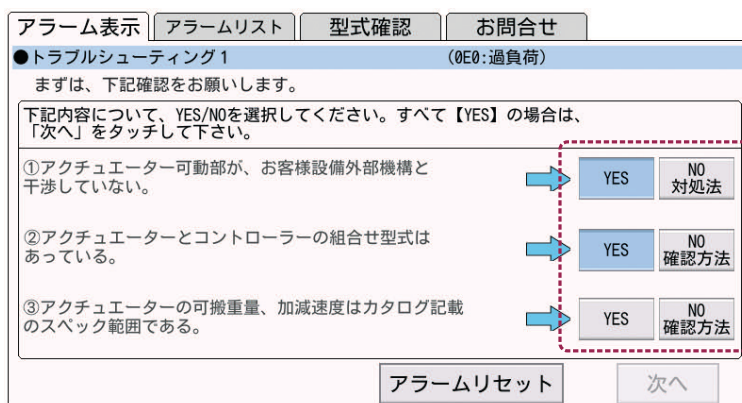 アラーム表示 アラームリスト 型式確認 お問合せ
●トラブルシューティング1 (0E0:過負荷)
まずは、下記確認をお願いします。
下記内容について、YES/NOを選択してください。すべて【YES】の場合は、
「次へ」をタッチして下さい。
①アクチュエーター可動部が、お客様設備外部機構と
干渉していない。
YES
NO
対処法
②アクチュエーターとコントローラーの組合せ型式は
あっている。
YES
NO
確認方法
③アクチュエーターの可搬重量、加減速度はカタログ記載
のスペック範囲である。
YES
NO
確認方法
アラームリセット 次へ